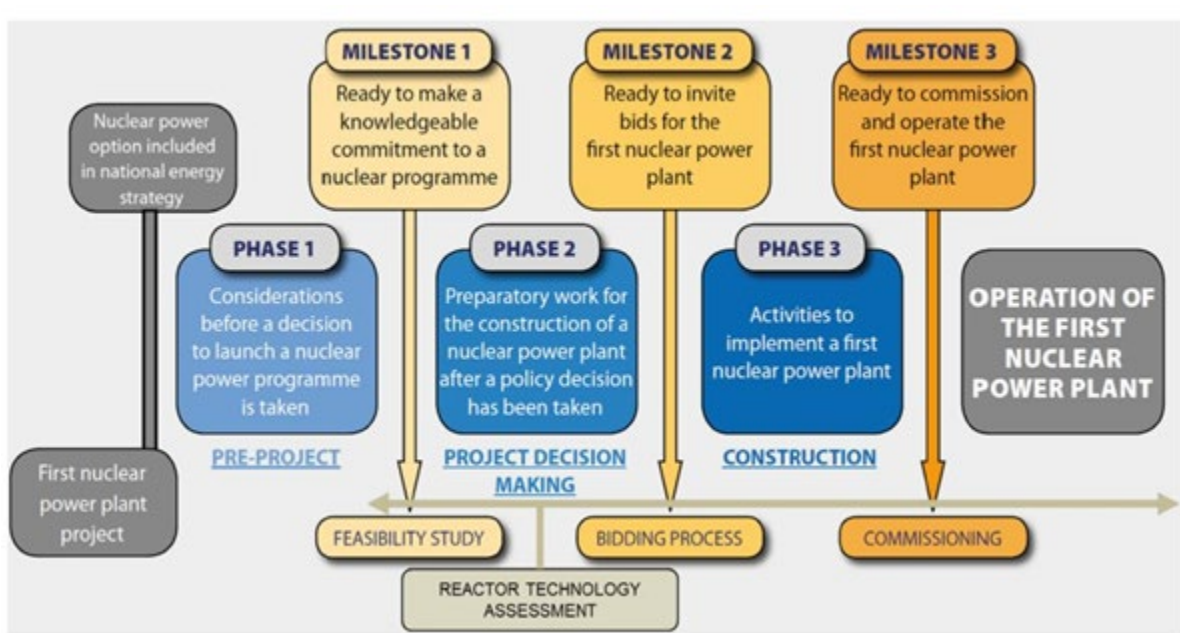 MILESTONE 1
Ready to make a
knowledgeable
commitment to a
nuclear programme
MILESTONE 2
Ready to invite
bids for the
first nuclear power
plant
MILESTONE 3
Ready to commission
and operate the
first nuclear power
plant
Nuclear power
option included
in national energy
strategy
PHASE 1
Considerations
before a decision
to launch a nuclear
power programme
is taken
PRE-PROJECT
PHASE 2
Preparatory work for
the construction of a
nuclear power plant
after a policy decision
has been taken
PROJECT DECISION
MAKING
PHASE 3
Activities to
implement a first
nuclear power plant
CONSTRUCTION
OPERATION OF
THE FIRST
NUCLEAR
POWER PLANT
First nuclear
power plant
project
FEASIBILITY STUDY
BIDDING PROCESS
COMMISSIONING
REACTOR TECHNOLOGY
ASSESSMENT